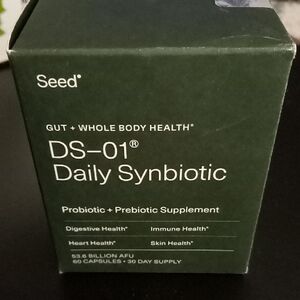 Seed•
GUT + WHOLE BODY HEALTH*
DS–01®
Daily Synbiotic
Probiotic + Prebiotic Supplement
Digestive Health* Immune Health*
Heart Health* Skin Health*
53.6 BILLION AFU
60 CAPSULES • 30 DAY SUPPLY